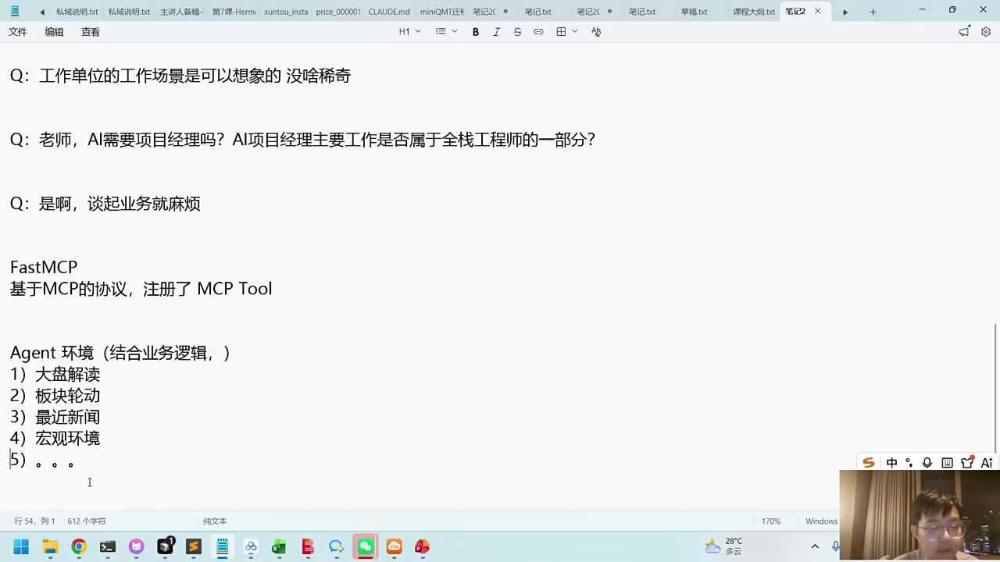 私域说明.txt 私域说明.txt 主讲人备稿- 第7课-Herm xuntou_insta price_000001 CLAUDE.md miniQMT迁移 笔记2( 笔记.txt 笔记2( 笔记.txt 草稿.txt 课程大纲.txt 笔记2
文件 编辑 查看 H1 B I S
Q：工作单位的工作场景是可以想象的 没啥稀奇
Q：老师，AI需要项目经理吗？AI项目经理主要工作是否属于全栈工程师的一部分？
Q：是啊，谈起业务就麻烦
FastMCP
基于MCP的协议，注册了 MCP Tool
Agent 环境（结合业务逻辑，）
1）大盘解读
2）板块轮动
3）最近新闻
4）宏观环境
5）。。。
中 Ai
行 54，列 1 612 个字符 纯文本 170% Windows
28°C
多云